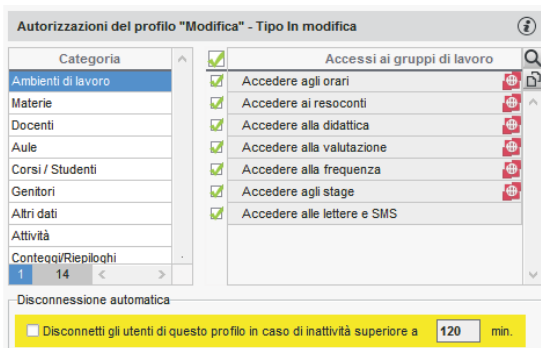 Autorizzazioni del profilo "Modifica" - Tipo In modifica
Categoria
Accessi ai gruppi di lavoro
Ambienti di lavoro
Accedere agli orari
Materie
Accedere ai resoconti
Docenti
Accedere alla didattica
Aule
Accedere alla valutazione
Corsi / Studenti
Accedere alla frequenza
Genitori
Accedere agli stage
Altri dati
Accedere alle lettere e SMS
Attività
Conteggi/Riepiloghi
1 14 < >
Disconnessione automatica
Disconnetti gli utenti di questo profilo in caso di inattività superiore a 120 min.